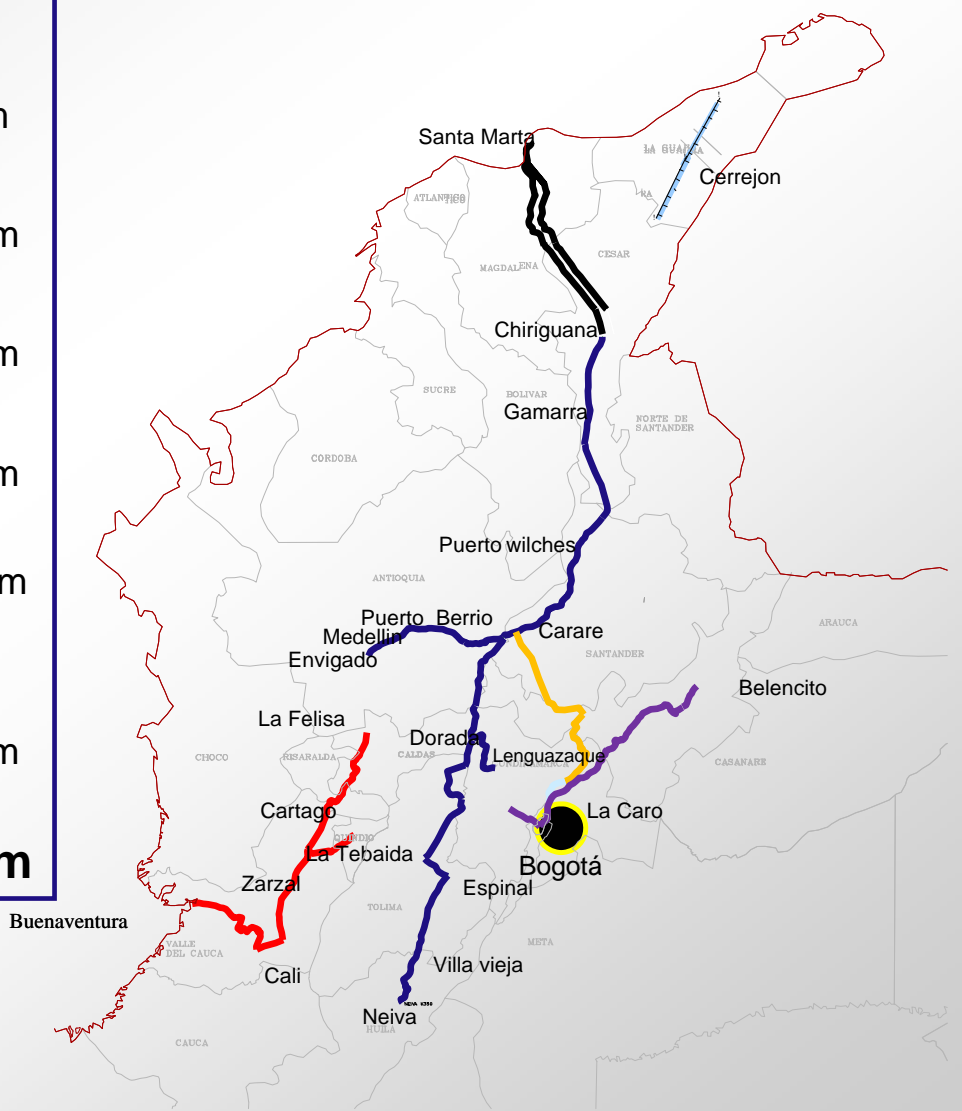 m
m
m
m
m
m
Santa Marta
LA GUA
Cerrejon
ATLANTICO
MAGDALENA
CESAR
Chiriguana
SUCRE
BOLIVAR
Gamarra
NORTE DE
SANTANDER
CORDOBA
Puerto wilches
ANTIOQUIA
Puerto Berrio
Medellin
Carare
ARAUCA
Envigado
SANTANDER
Belencito
La Felisa
Dorada
CHOCO
RISARALDA
CALDAS
Lenguazaque
CASANARE
Cartago
La Caro
QUINDIO
La Tebaida
Bogotá
Zarzal
Espinal
TOLIMA
Buenaventura
META
VALLE
DEL CAUCA
Cali
Villa vieja
Neiva
HUILA
CAUCA